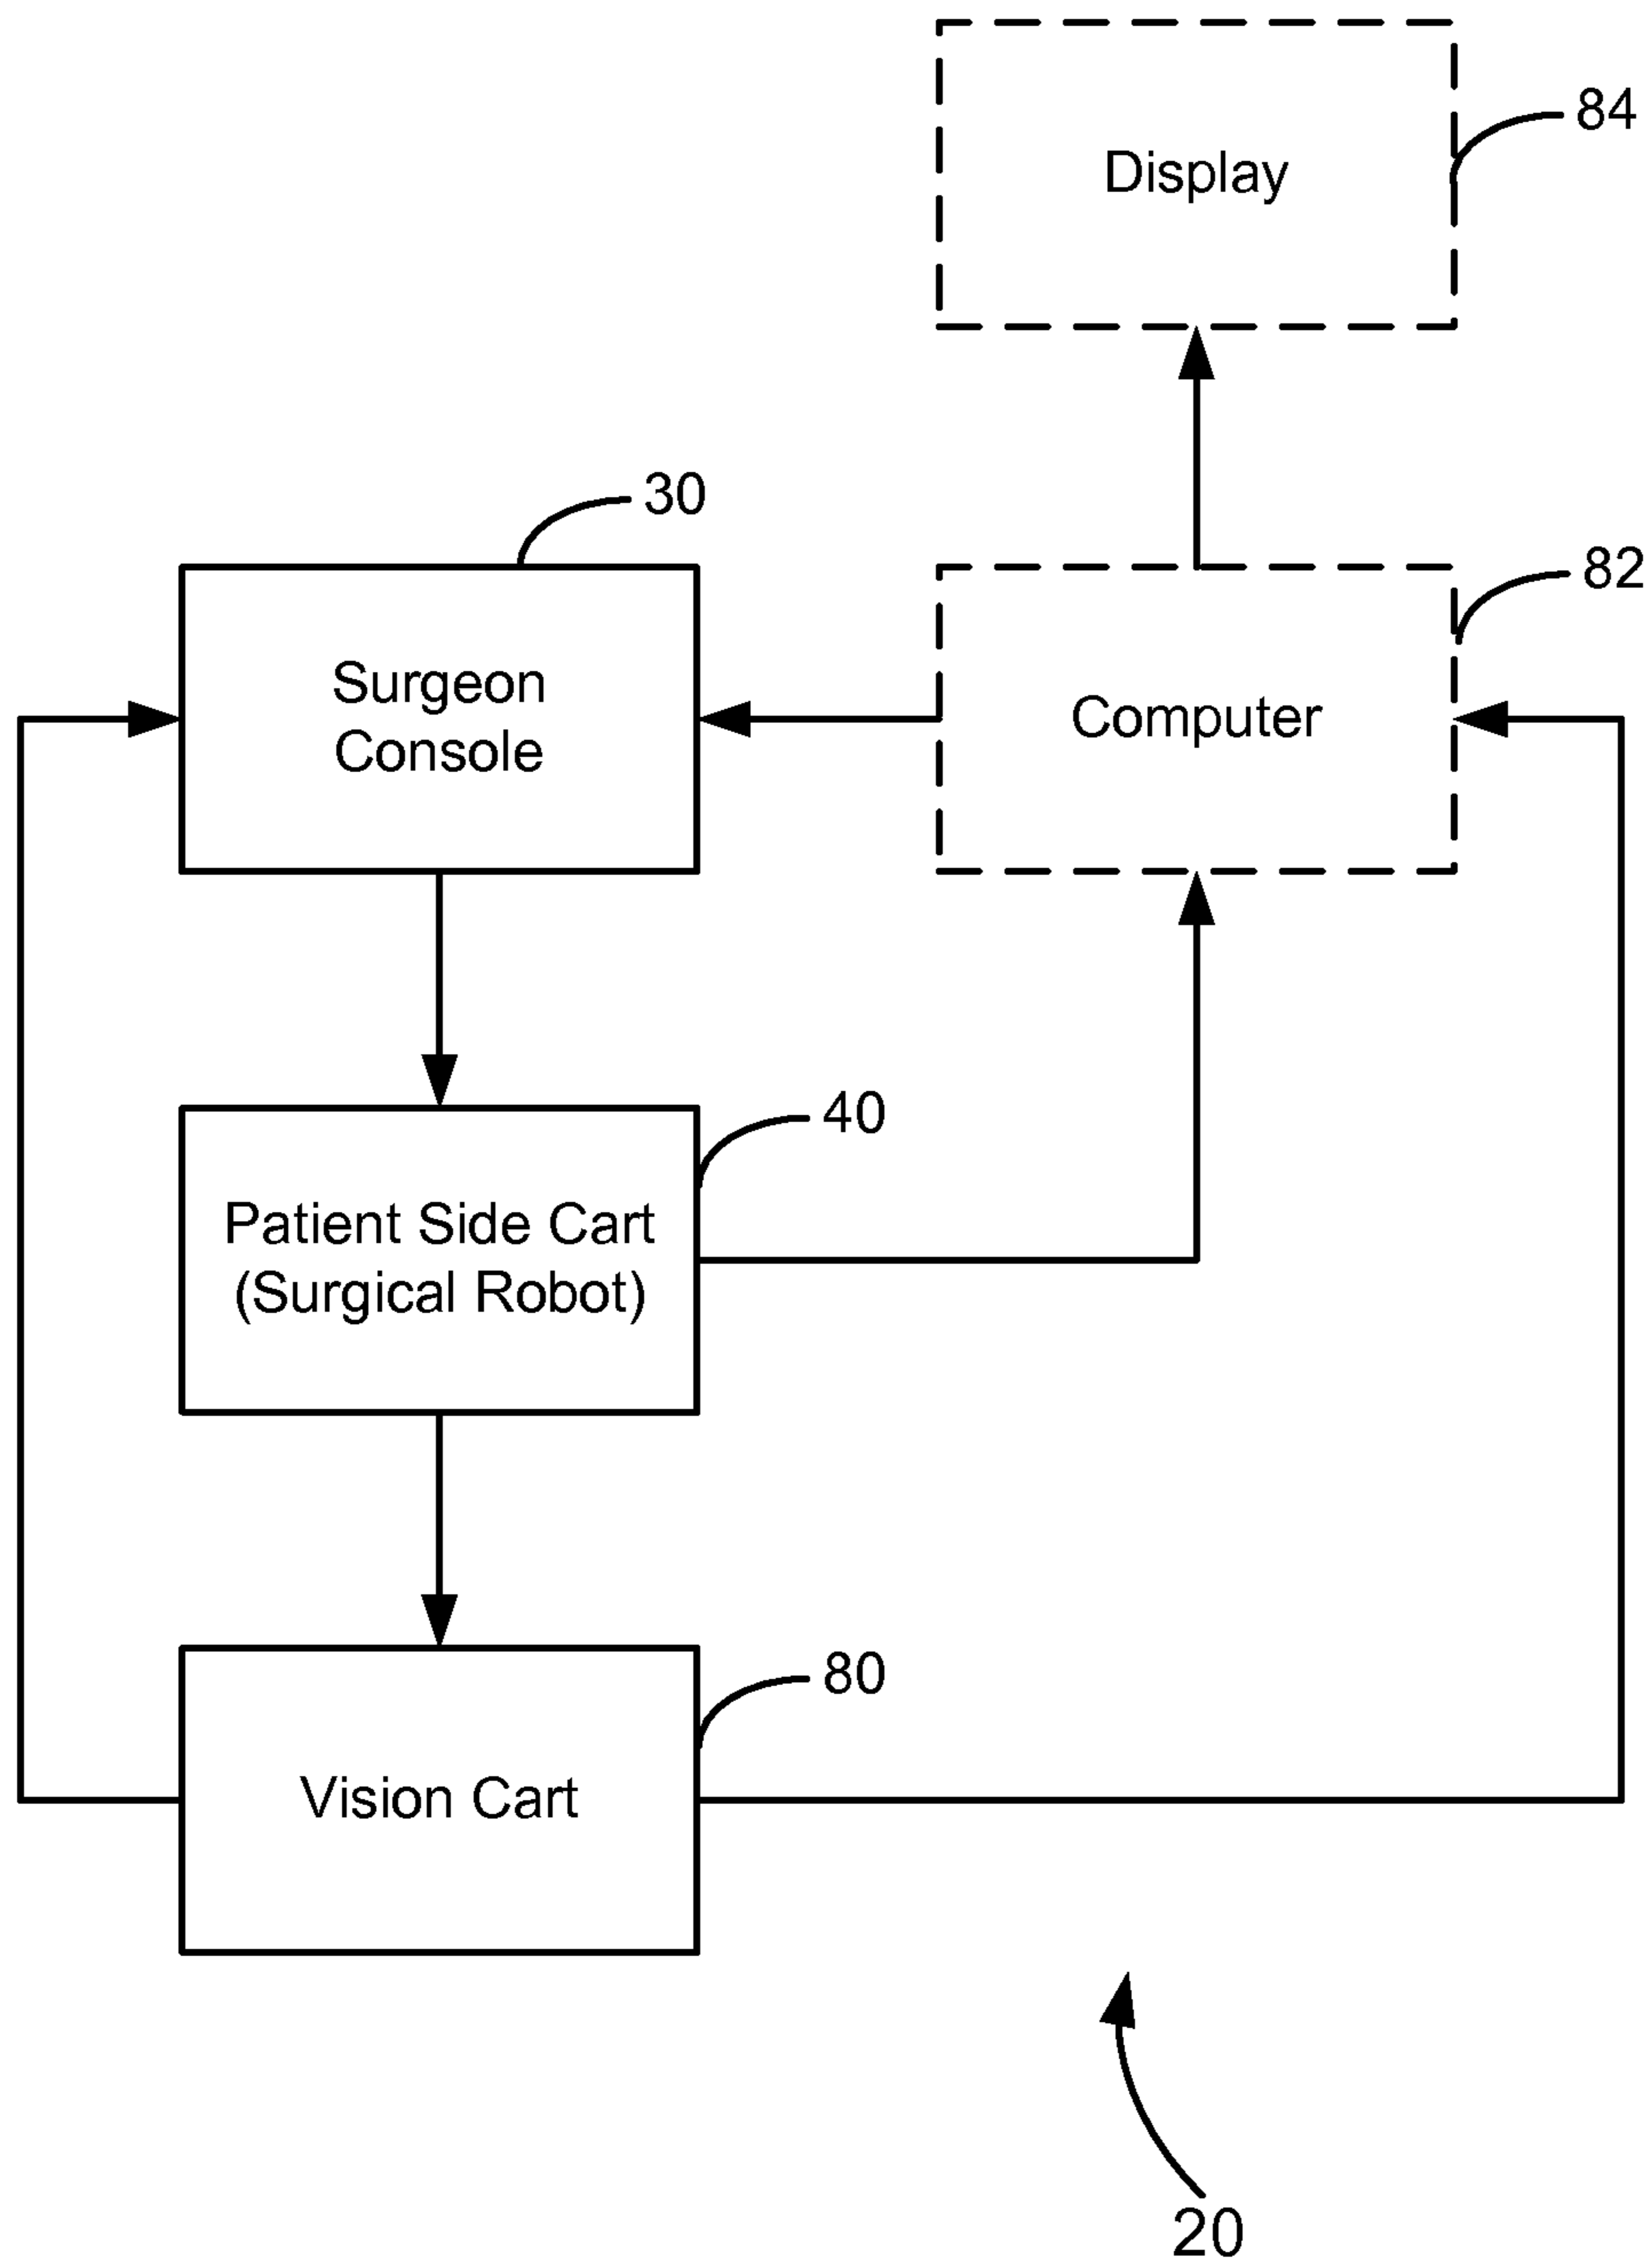 84
Display
30
82
Surgeon
Console
Computer
40
Patient Side Cart
(Surgical Robot)
80
Vision Cart
20